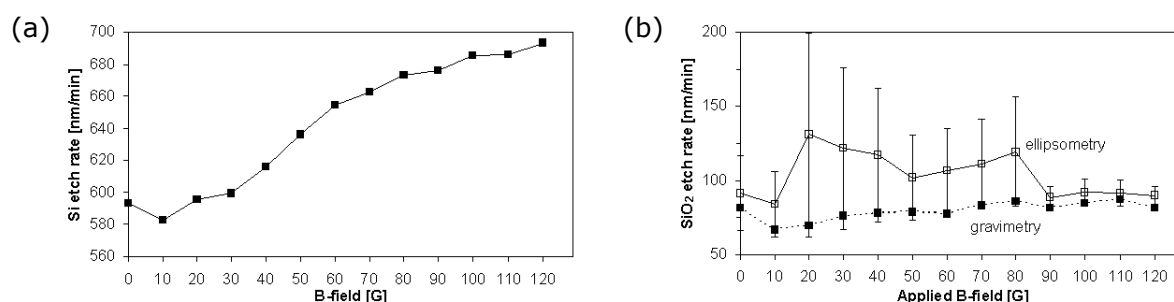 (a)
Si etch rate [nm/min]
700
680
660
640
620
600
580
560
0 10 20 30 40 50 60 70 80 90 100 110 120
B-field [G]
(b)
SiO2 etch rate [nm/min]
200
150
100
50
ellipsometry
gravimetry
0 10 20 30 40 50 60 70 80 90 100 110 120
Applied B-field [G]